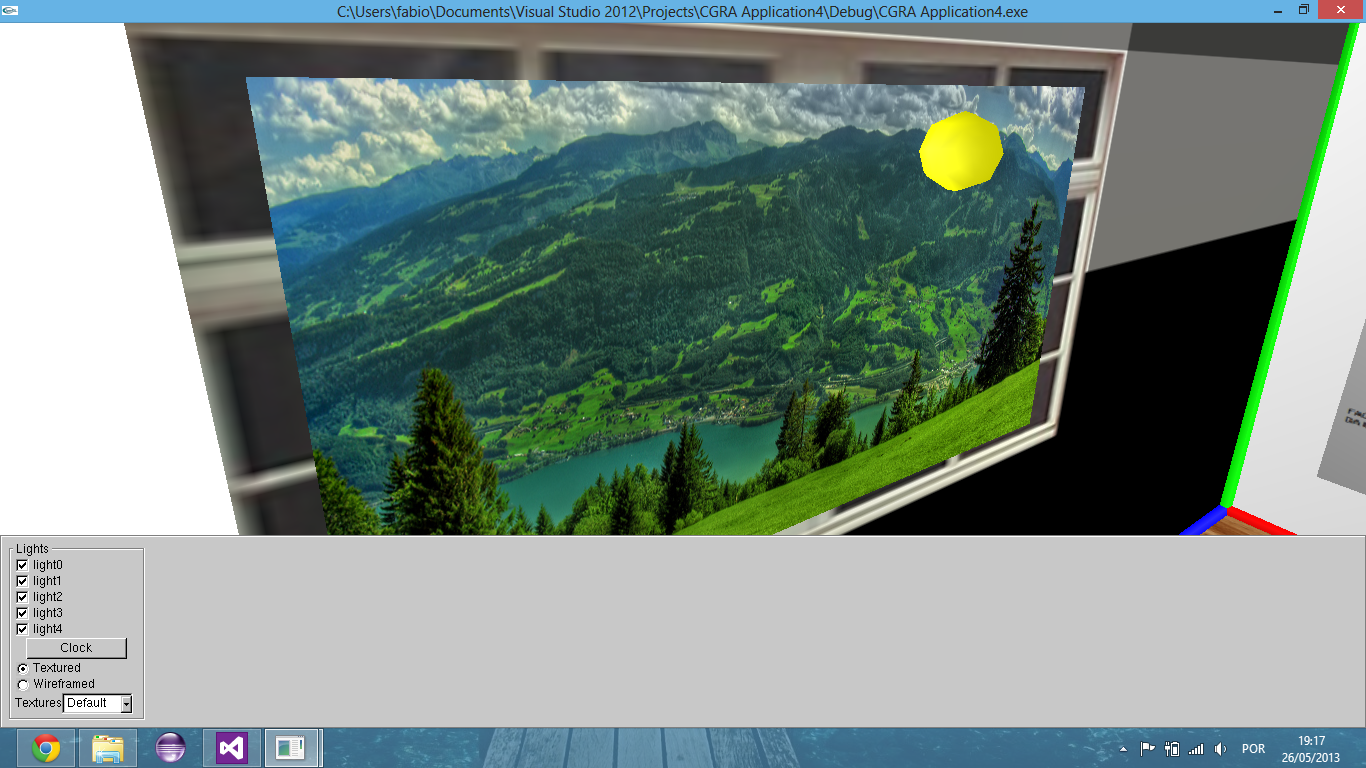 C:\Users\fabio\Documents\Visual Studio 2012\Projects\CGRA Application4\Debug\CGRA Application4.exe
Lights
light0
light1
light2
light3
light4
Clock
Textured
Wireframed
Textures Default
POR
19:17
26/05/2013